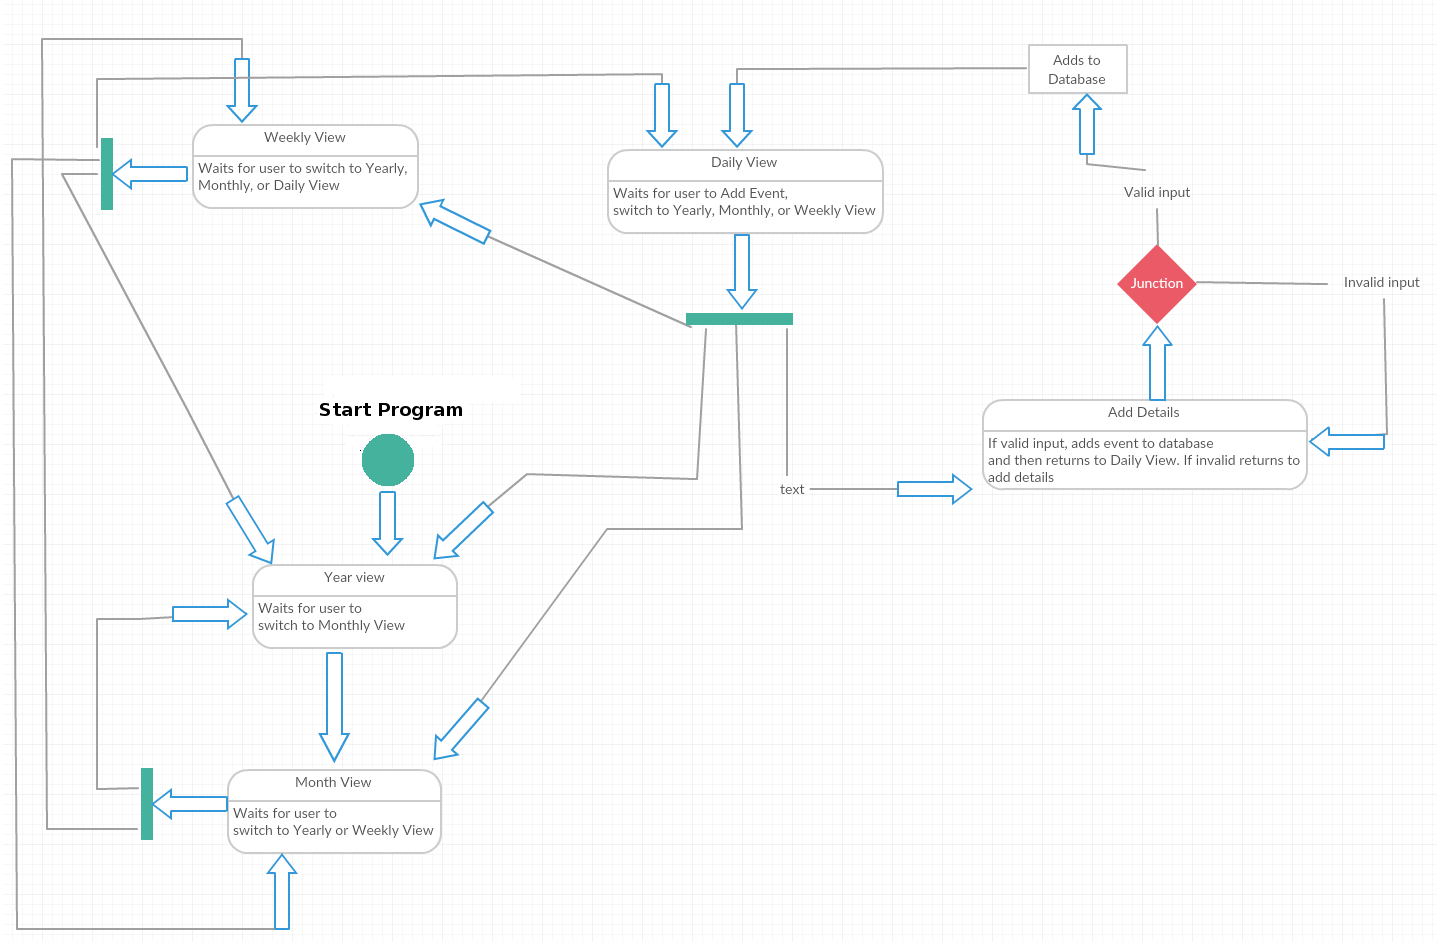 Adds to
Database
Weekly View
Waits for user to switch to Yearly,
Monthly, or Daily View
Daily View
Waits for user to Add Event,
switch to Yearly, Monthly, or Weekly View
Valid input
Junction
Invalid input
Start Program
Add Details
If valid input, adds event to database
and then returns to Daily View. If invalid returns to
add details
text
Year view
Waits for user to
switch to Monthly View
Month View
Waits for user to
switch to Yearly or Weekly View